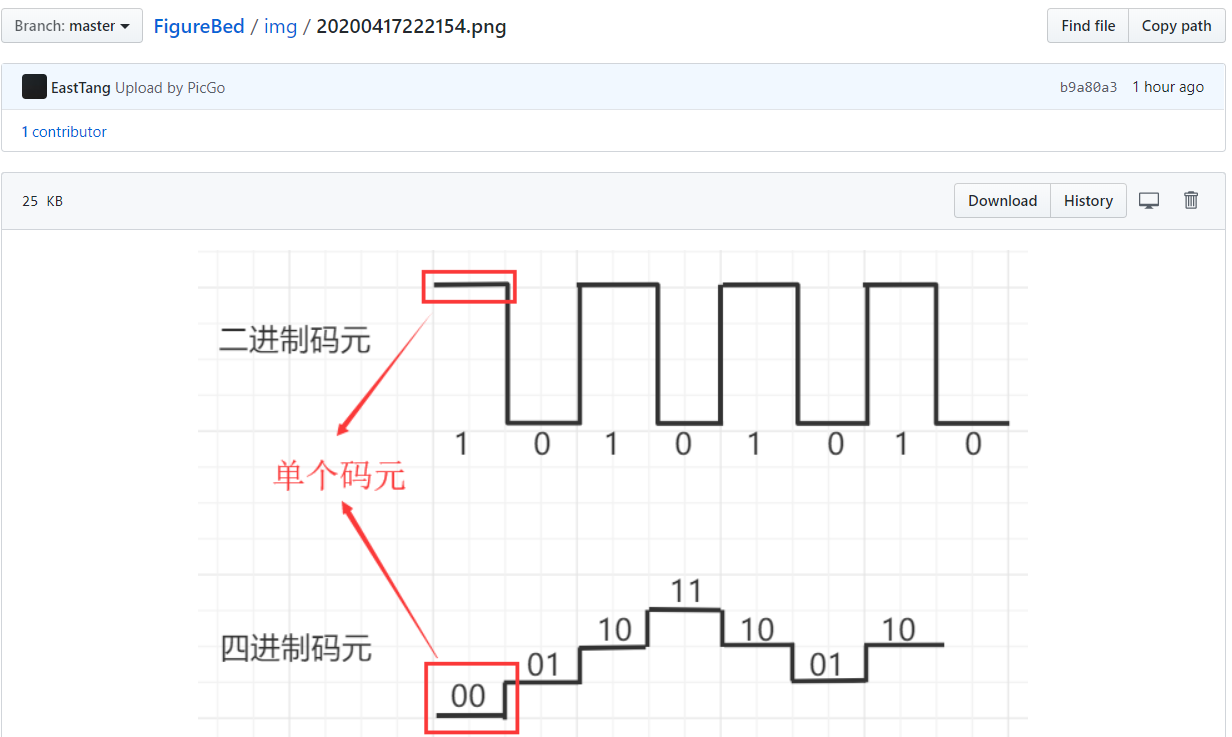 Branch: master FigureBed / img / 20200417222154.png Find file Copy path
EastTang Upload by PicGo b9a80a3 1 hour ago
1 contributor
25 KB Download History
二进制码元
1 0 1 0 1 0 1 0
单个码元
11
10 10 10
四进制码元
01 01
00